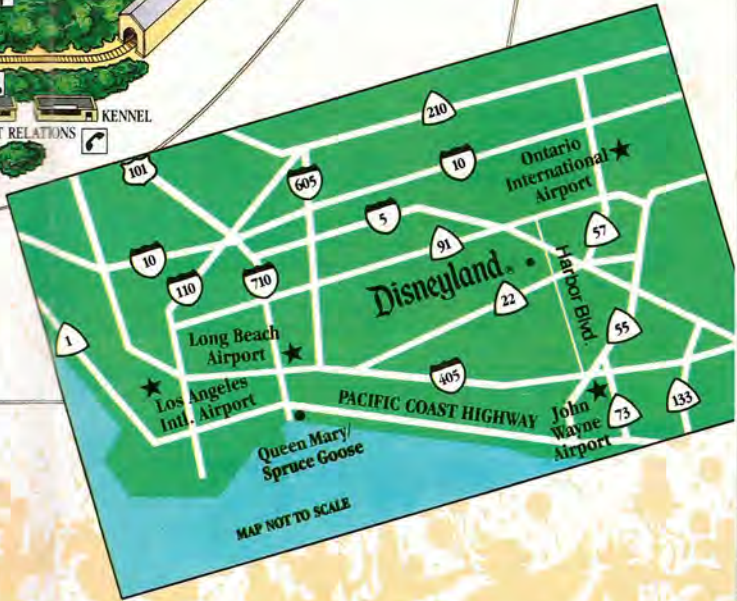 KENNEL
RELATIONS
210
101
605
10
Ontario
International
Airport
5
57
91
10
110
710
Disneyland®
Harbor Blvd.
22
1
Long Beach
Airport
55
405
Los Angeles
Intl. Airport
PACIFIC COAST HIGHWAY
John
Wayne
Airport
73
133
Queen Mary/
Spruce Goose
MAP NOT TO SCALE